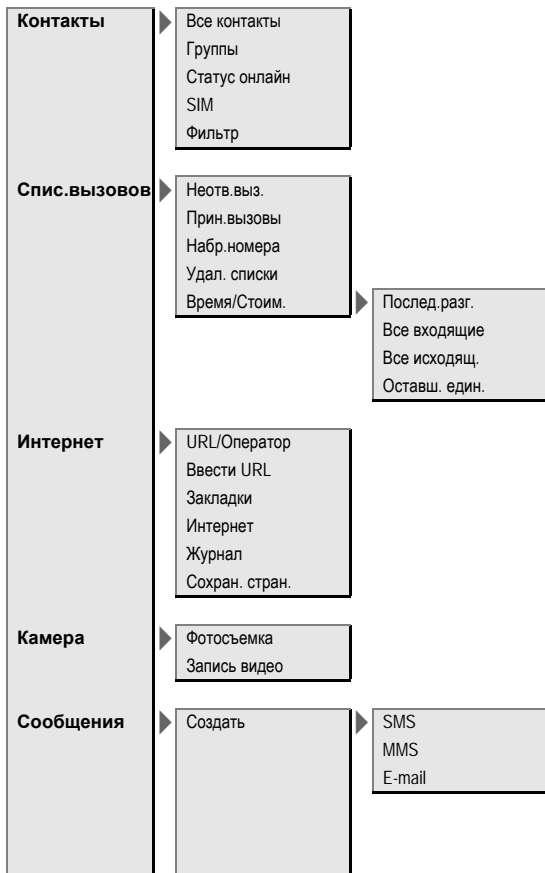 Контакты
Все контакты
Группы
Статус онлайн
SIM
Фильтр
Спис.вызовов
Неотв.выз.
Прин.вызовы
Набр.номера
Удал. списки
Время/Стоим.
Послед.разг.
Все входящие
Все исходящ.
Оставш. един.
Интернет
URL/Оператор
Ввести URL
Закладки
Интернет
Журнал
Сохран. стран.
Камера
Фотосъемка
Запись видео
Сообщения
Создать
SMS
MMS
E-mail